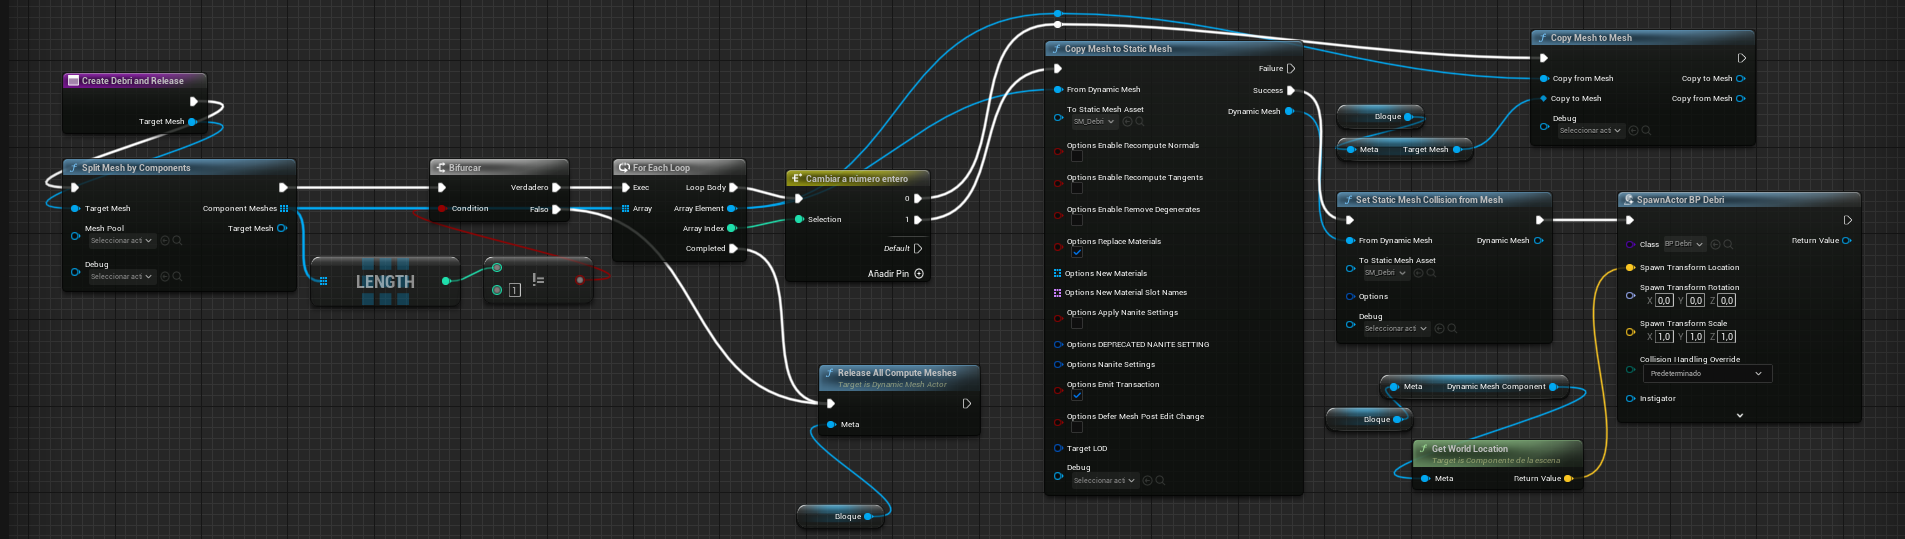 Create Debri and Release
Target Mesh
Split Mesh by Components
Target Mesh
Component Meshes
Mesh Pool
Target Mesh
Seleccionar acti
Debug
Seleccionar acti
LENGTH
!=
1
Bifurcar
Verdadero
Condition
Falso
For Each Loop
Exec
Loop Body
Array
Array Element
Array Index
Completed
Cambiar a número entero
0
Selection
1
Default
Añadir Pin
Release All Compute Meshes
Target is Dynamic Mesh Actor
Meta
Bloque
Copy Mesh to Static Mesh
Failure
From Dynamic Mesh
Success
To Static Mesh Asset
Dynamic Mesh
SM_Debri
Options Enable Recompute Normals
Options Enable Recompute Tangents
Options Enable Remove Degenerates
Options Replace Materials
Options New Materials
Options New Material Slot Names
Options Apply Nanite Settings
Options DEPRECATED NANITE SETTING
Options Nanite Settings
Options Emit Transaction
Options Defer Mesh Post Edit Change
Target LOD
Debug
Seleccionar acti
Bloque
Meta
Target Mesh
Copy Mesh to Mesh
Copy from Mesh
Copy to Mesh
Copy to Mesh
Copy from Mesh
Debug
Seleccionar acti
Set Static Mesh Collision from Mesh
From Dynamic Mesh
Dynamic Mesh
To Static Mesh Asset
SM_Debri
Options
Debug
Seleccionar acti
Meta
Dynamic Mesh Component
Bloque
Get World Location
Target is Componente de la escena
Meta
Return Value
SpawnActor BP Debri
Class
BP Debri
Return Value
Spawn Transform Location
Spawn Transform Rotation
X 0,0 Y 0,0 Z 0,0
Spawn Transform Scale
X 1,0 Y 1,0 Z 1,0
Collision Handling Override
Predeterminado
Instigator